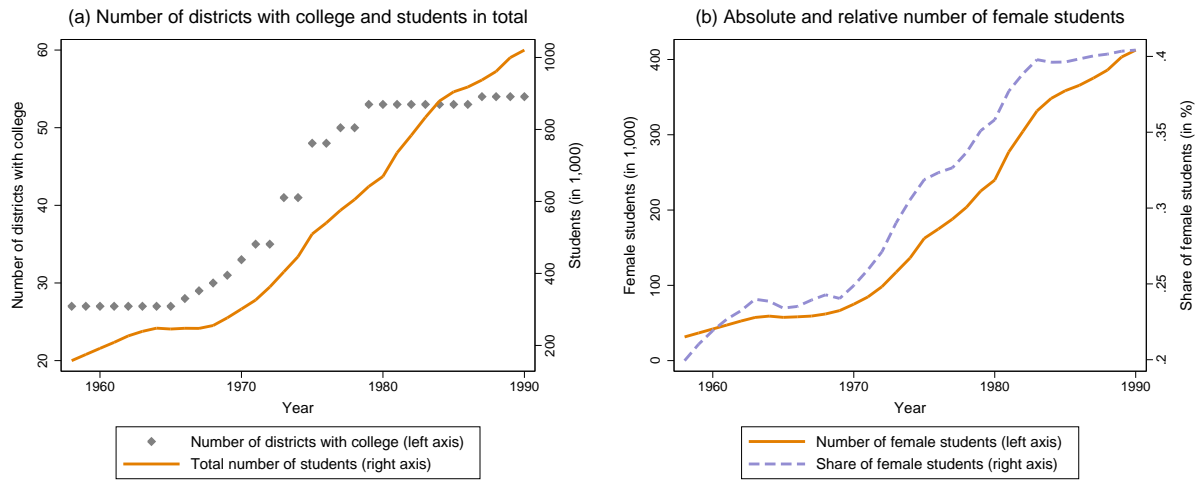 (a) Number of districts with college and students in total
Number of districts with college
60
50
40
30
20
Students (in 1,000)
1000
800
600
400
200
1960
1970
1980
1990
Year
Number of districts with college (left axis)
Total number of students (right axis)
(b) Absolute and relative number of female students
Female students (in 1,000)
400
300
200
100
0
Share of female students (in %)
.4
.35
.3
.25
.2
1960
1970
1980
1990
Year
Number of female students (left axis)
Share of female students (right axis)